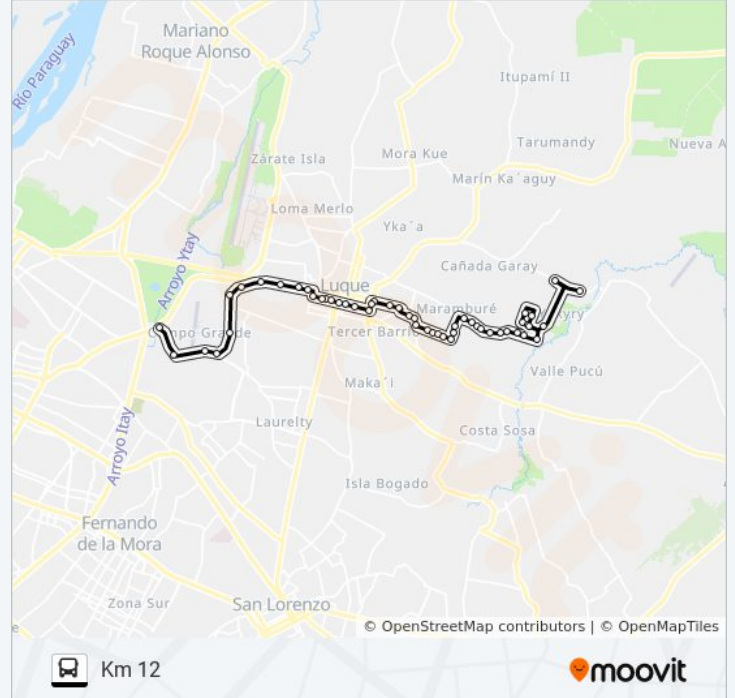 Mariano
Roque Alonso
Río Paraguay
Itupamí II
Tarumandy
Nueva A
Zárate Isla
Mora Kue
Marín Ka´aguy
Loma Merlo
Yka´a
Arroyo Ytay
Cañada Garay
Luque
Maramburé
yry
Campo Grande
Tercer Barrio
Valle Pucú
Maka´i
Laurelty
Costa Sosa
Arroyo Itay
Isla Bogado
Fernando
de la Mora
Zona Sur
San Lorenzo
e
© OpenStreetMap contributors | © OpenMapTiles
Km 12
moovit